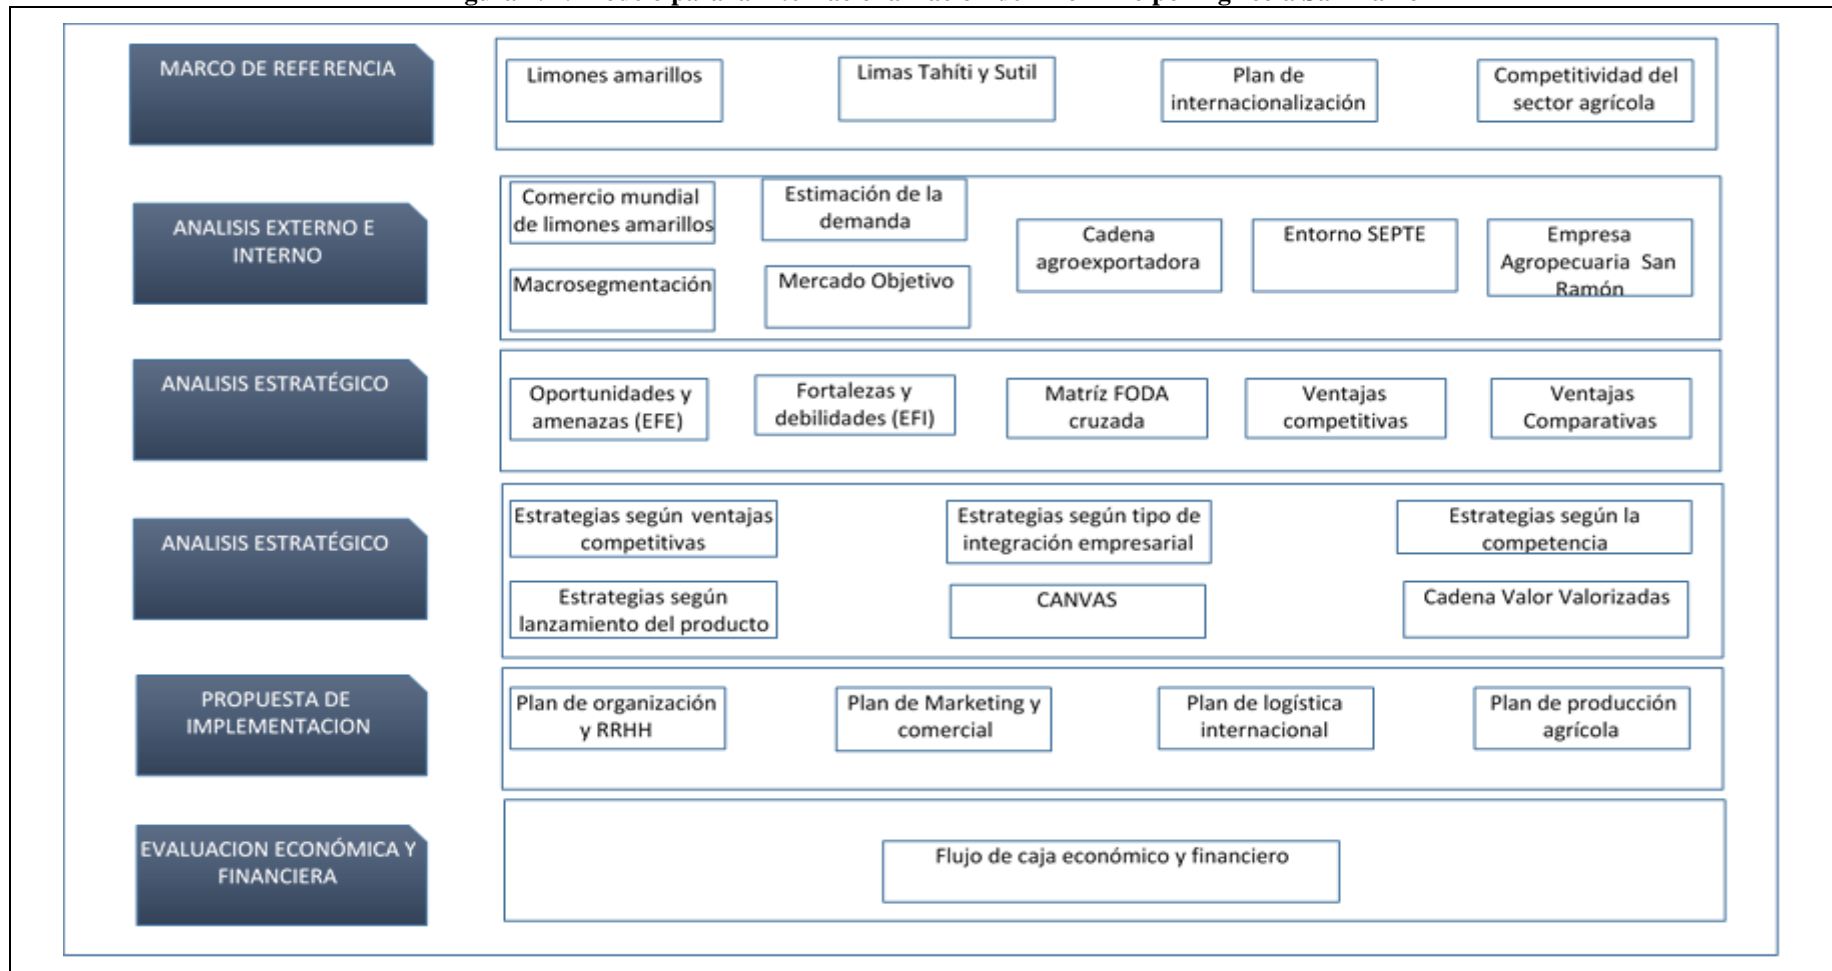 MARCO DE REFERENCIA
Limones amarillos
Limas Tahíti y Sutil
Plan de
internacionalización
Competitividad del
sector agrícola
ANALISIS EXTERNO E
INTERNO
Comercio mundial
de limones amarillos
Estimación de la
demanda
Macrosegmentación
Mercado Objetivo
Cadena
agroexportadora
Entorno SEPTE
Empresa
Agropecuaria San
Ramón
ANALISIS ESTRATÉGICO
Oportunidades y
amenazas (EFE)
Fortalezas y
debilidades (EFI)
Matríz FODA
cruzada
Ventajas
competitivas
Ventajas
Comparativas
ANALISIS ESTRATÉGICO
Estrategias según ventajas
competitivas
Estrategias según tipo de
integración empresarial
Estrategias según la
competencia
Estrategias según
lanzamiento del producto
CANVAS
Cadena Valor Valorizadas
PROPUESTA DE
IMPLEMENTACION
Plan de organización
y RRHH
Plan de Marketing y
comercial
Plan de logística
internacional
Plan de producción
agrícola
EVALUACION ECONÓMICA Y
FINANCIERA
Flujo de caja económico y financiero